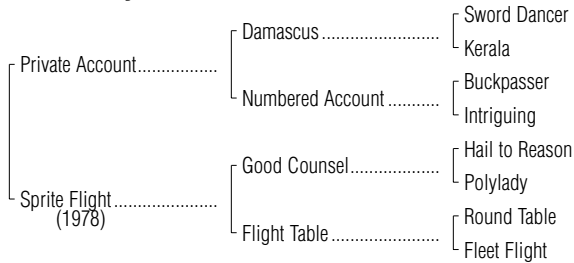 Sword Dancer
Damascus
Kerala
Private Account
Buckpasser
Numbered Account
Intriguing
Hail to Reason
Good Counsel
Polylady
Sprite Flight
(1978)
Round Table
Flight Table
Fleet Flight